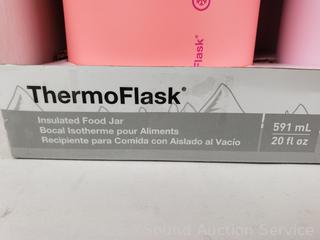 Flask®
ThermoFlask®
Insulated Food Jar
Bocal Isotherme pour Aliments
Recipiente para Comida con Aislado al Vacío
591 mL
20 fl oz
Sound Auction Service